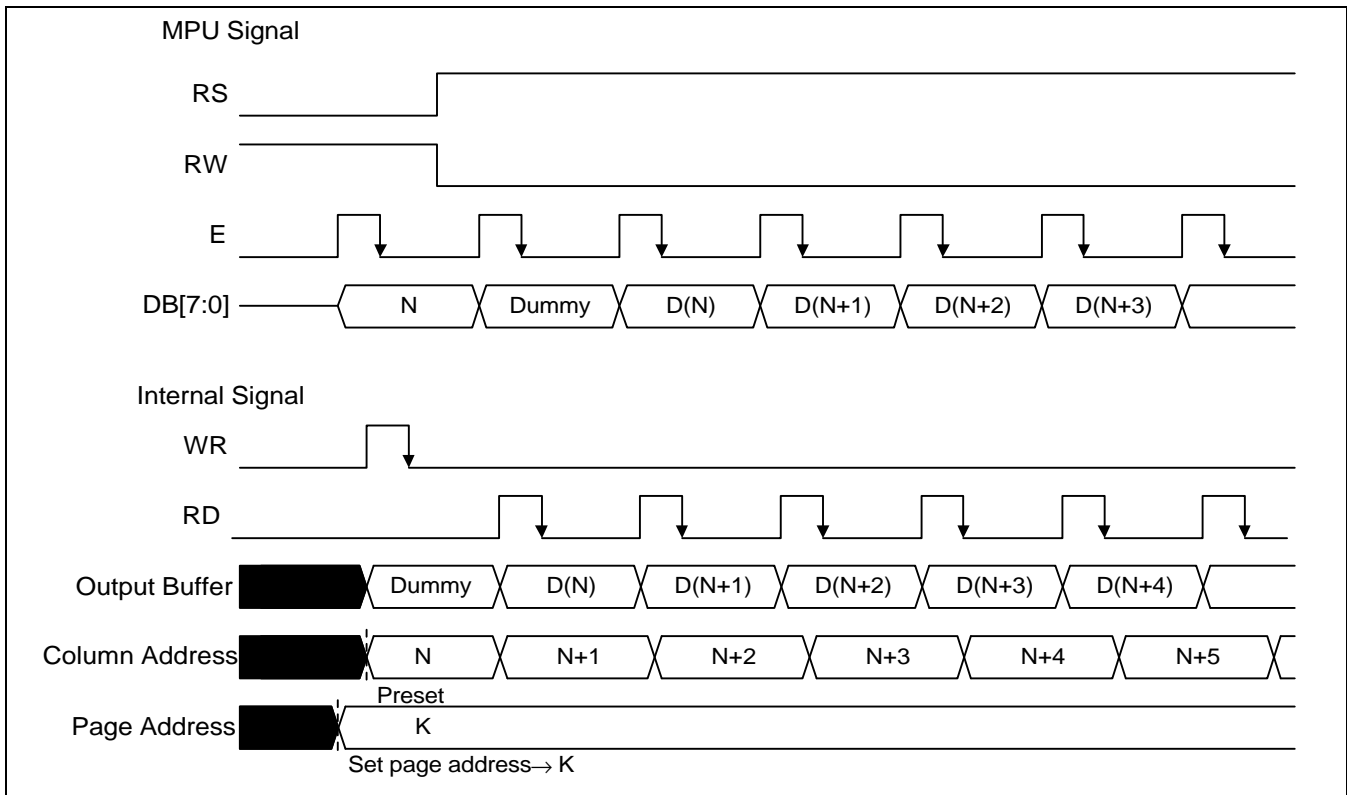 MPU Signal
RS
RW
E
DB[7:0] N Dummy D(N) D(N+1) D(N+2) D(N+3)
Internal Signal
WR
RD
Output Buffer Dummy D(N) D(N+1) D(N+2) D(N+3) D(N+4)
Column Address N N+1 N+2 N+3 N+4 N+5
Preset
Page Address K
Set page address→ K